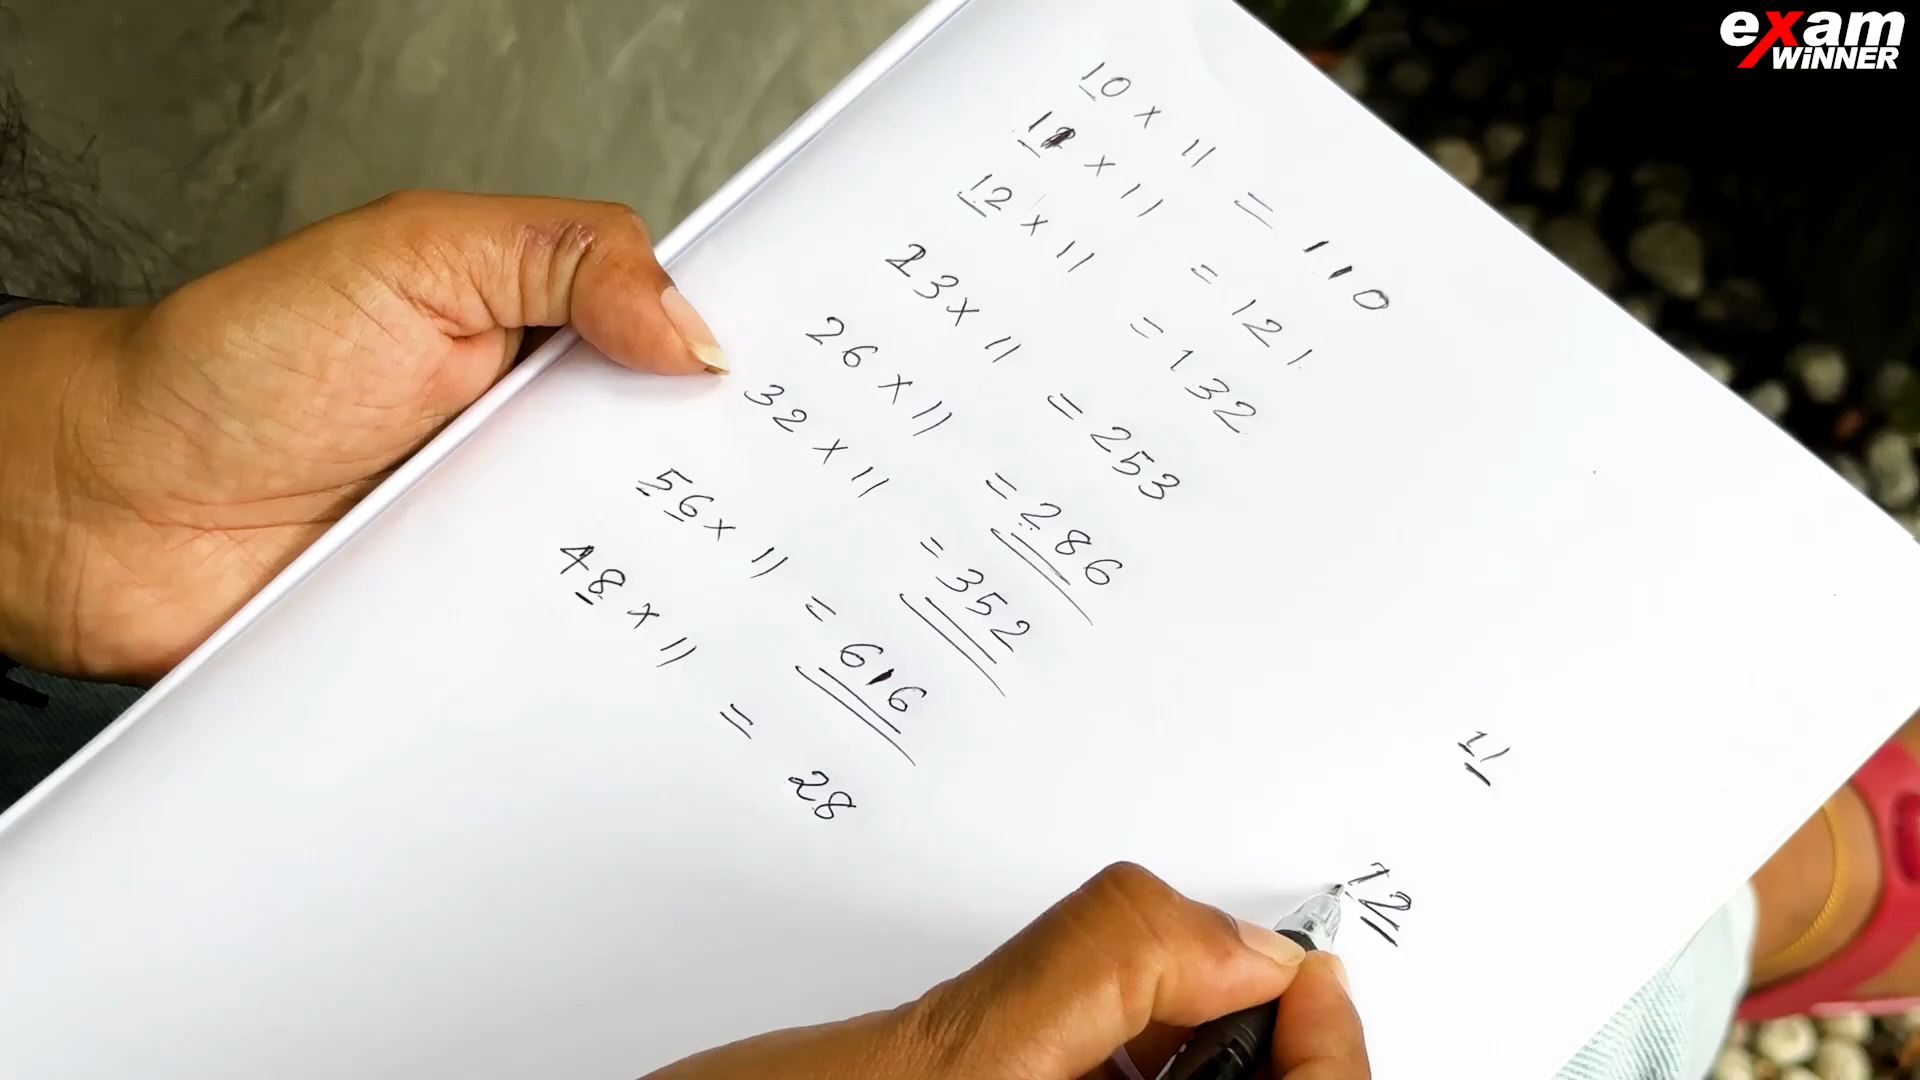 exam
WiNNER
10 x 11 = 110
11 x 11 = 121
12 x 11 = 132
23 x 11 = 253
26 x 11 = 286
32 x 11 = 352
56 x 11 = 616
48 x 11 = 28
11
12